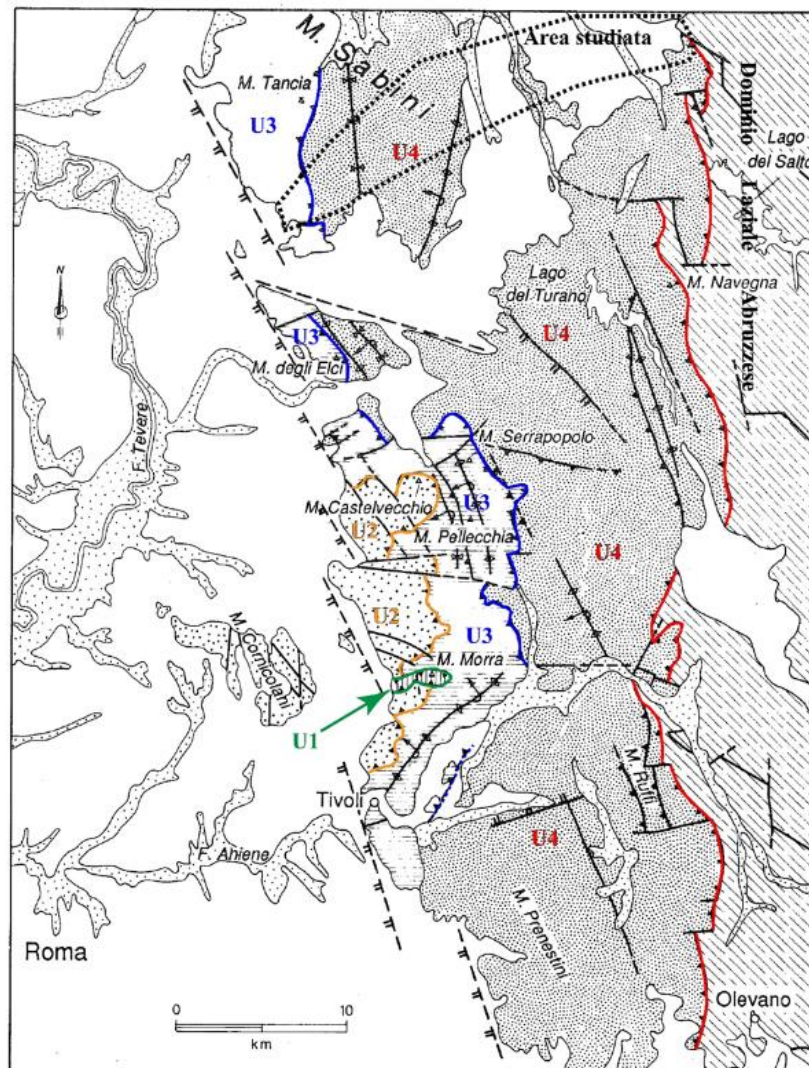 M. Sabini
Area studiata
M. Tancia
U3
U4
Dominio Laziale Abruzzese
Lago
del Salto
N
Lago
del Turano
M. Navegna
U4
U3
M. degli Elci
F. Tevere
M. Serrapopolo
U3
M. Castelvecchio
U2
M. Pellecchia
U4
U2
U3
M. Cornicolani
M. Morra
U1
Tivoli
M. Ruffi
U4
F. Aniene
M. Prenestini
Roma
Olevano
0 10
km